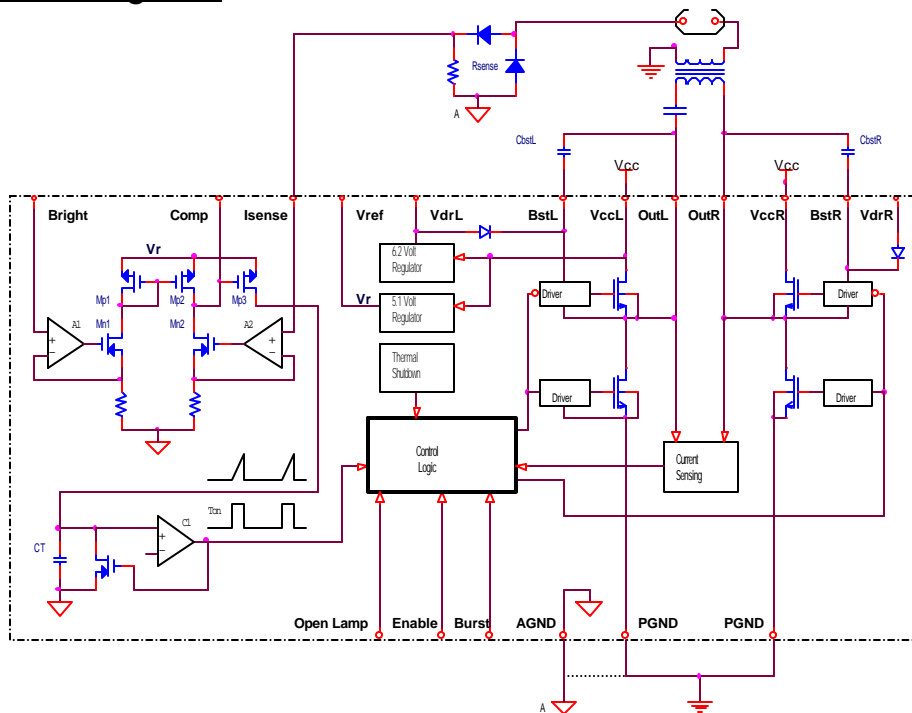 Rsense
A
CbstL
CbstR
Vcc
Vcc
Bright
Comp
Isense
Vref
VdrL
BstL
VccL
OutL
OutR
VccR
BstR
VdrR
Vr
6.2 Volt
Regulator
Mp1
Mp2
Mp3
Vr
5.1 Volt
Regulator
Driver
Driver
A1
Mn1
Mn2
A2
Thermal
Shutdown
Driver
Driver
Control
Logic
Current
Sensing
Ton
C1
CT
Open Lamp
Enable
Burst
AGND
PGND
PGND
A